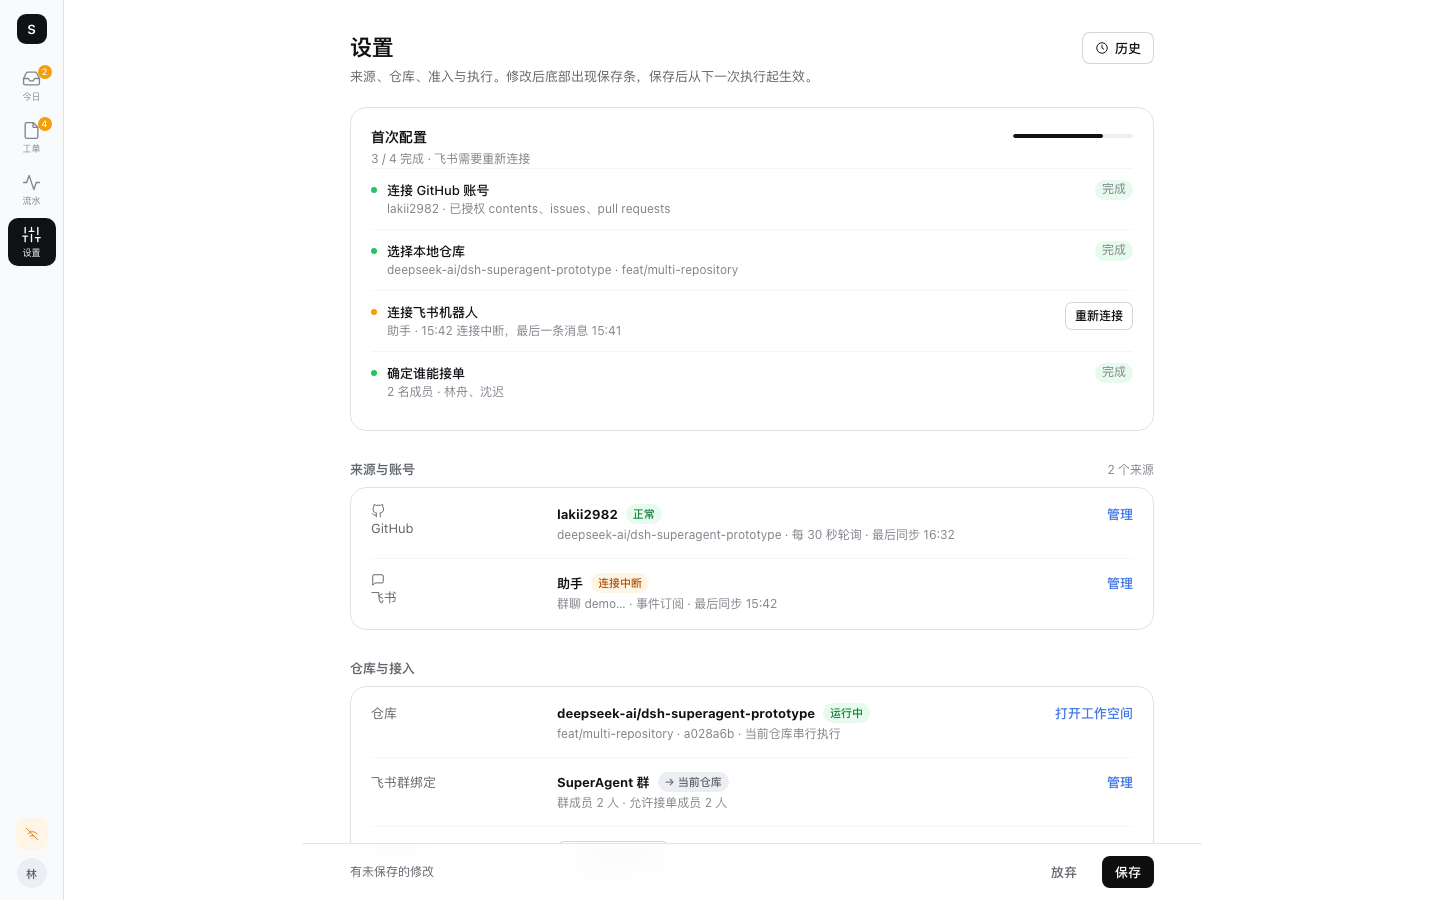 S
2
今日
4
工单
流水
设置
林
设置
历史
来源、仓库、准入与执行。修改后底部出现保存条，保存后从下一次执行起生效。
首次配置
3 / 4 完成 · 飞书需要重新连接
连接 GitHub 账号
完成
lakii2982 · 已授权 contents、issues、pull requests
选择本地仓库
完成
deepseek-ai/dsh-superagent-prototype · feat/multi-repository
连接飞书机器人
重新连接
助手 · 15:42 连接中断，最后一条消息 15:41
确定谁能接单
完成
2 名成员 · 林舟、沈迟
来源与账号
2 个来源
GitHub
lakii2982 正常
管理
deepseek-ai/dsh-superagent-prototype · 每 30 秒轮询 · 最后同步 16:32
飞书
助手 连接中断
管理
群聊 demo... · 事件订阅 · 最后同步 15:42
仓库与接入
仓库
deepseek-ai/dsh-superagent-prototype 运行中
打开工作空间
feat/multi-repository · a028a6b · 当前仓库串行执行
飞书群绑定
SuperAgent 群 → 当前仓库
管理
群成员 2 人 · 允许接单成员 2 人
有未保存的修改
放弃
保存